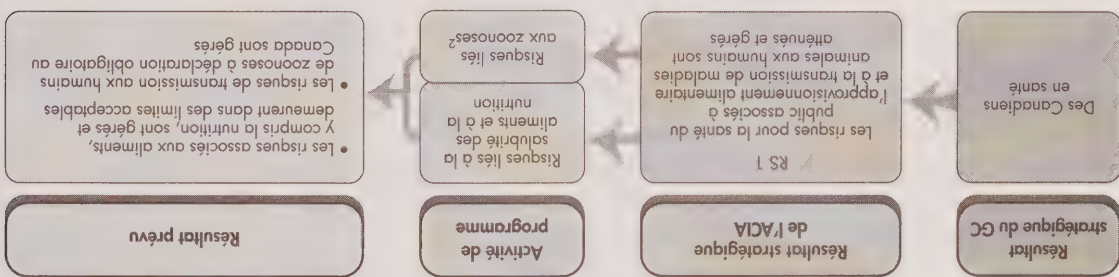 Résultat
stratégique du GC
Résultat stratégique
de l'ACIA
Activité de
programme
Résultat prévu
Des Canadiens
en santé
RS 1
Les risques pour la santé du
public associés à
l'approvisionnement alimentaire
et à la transmission de maladies
animales aux humains sont
atténués et gérés
Risques liés à la
salubrité des
aliments et à la
nutrition
Risques liés
aux zoonoses²
• Les risques associés aux aliments,
y compris la nutrition, sont gérés et
demeurent dans des limites acceptables
• Les risques de transmission aux humains
de zoonoses à déclaration obligatoire au
Canada sont gérés